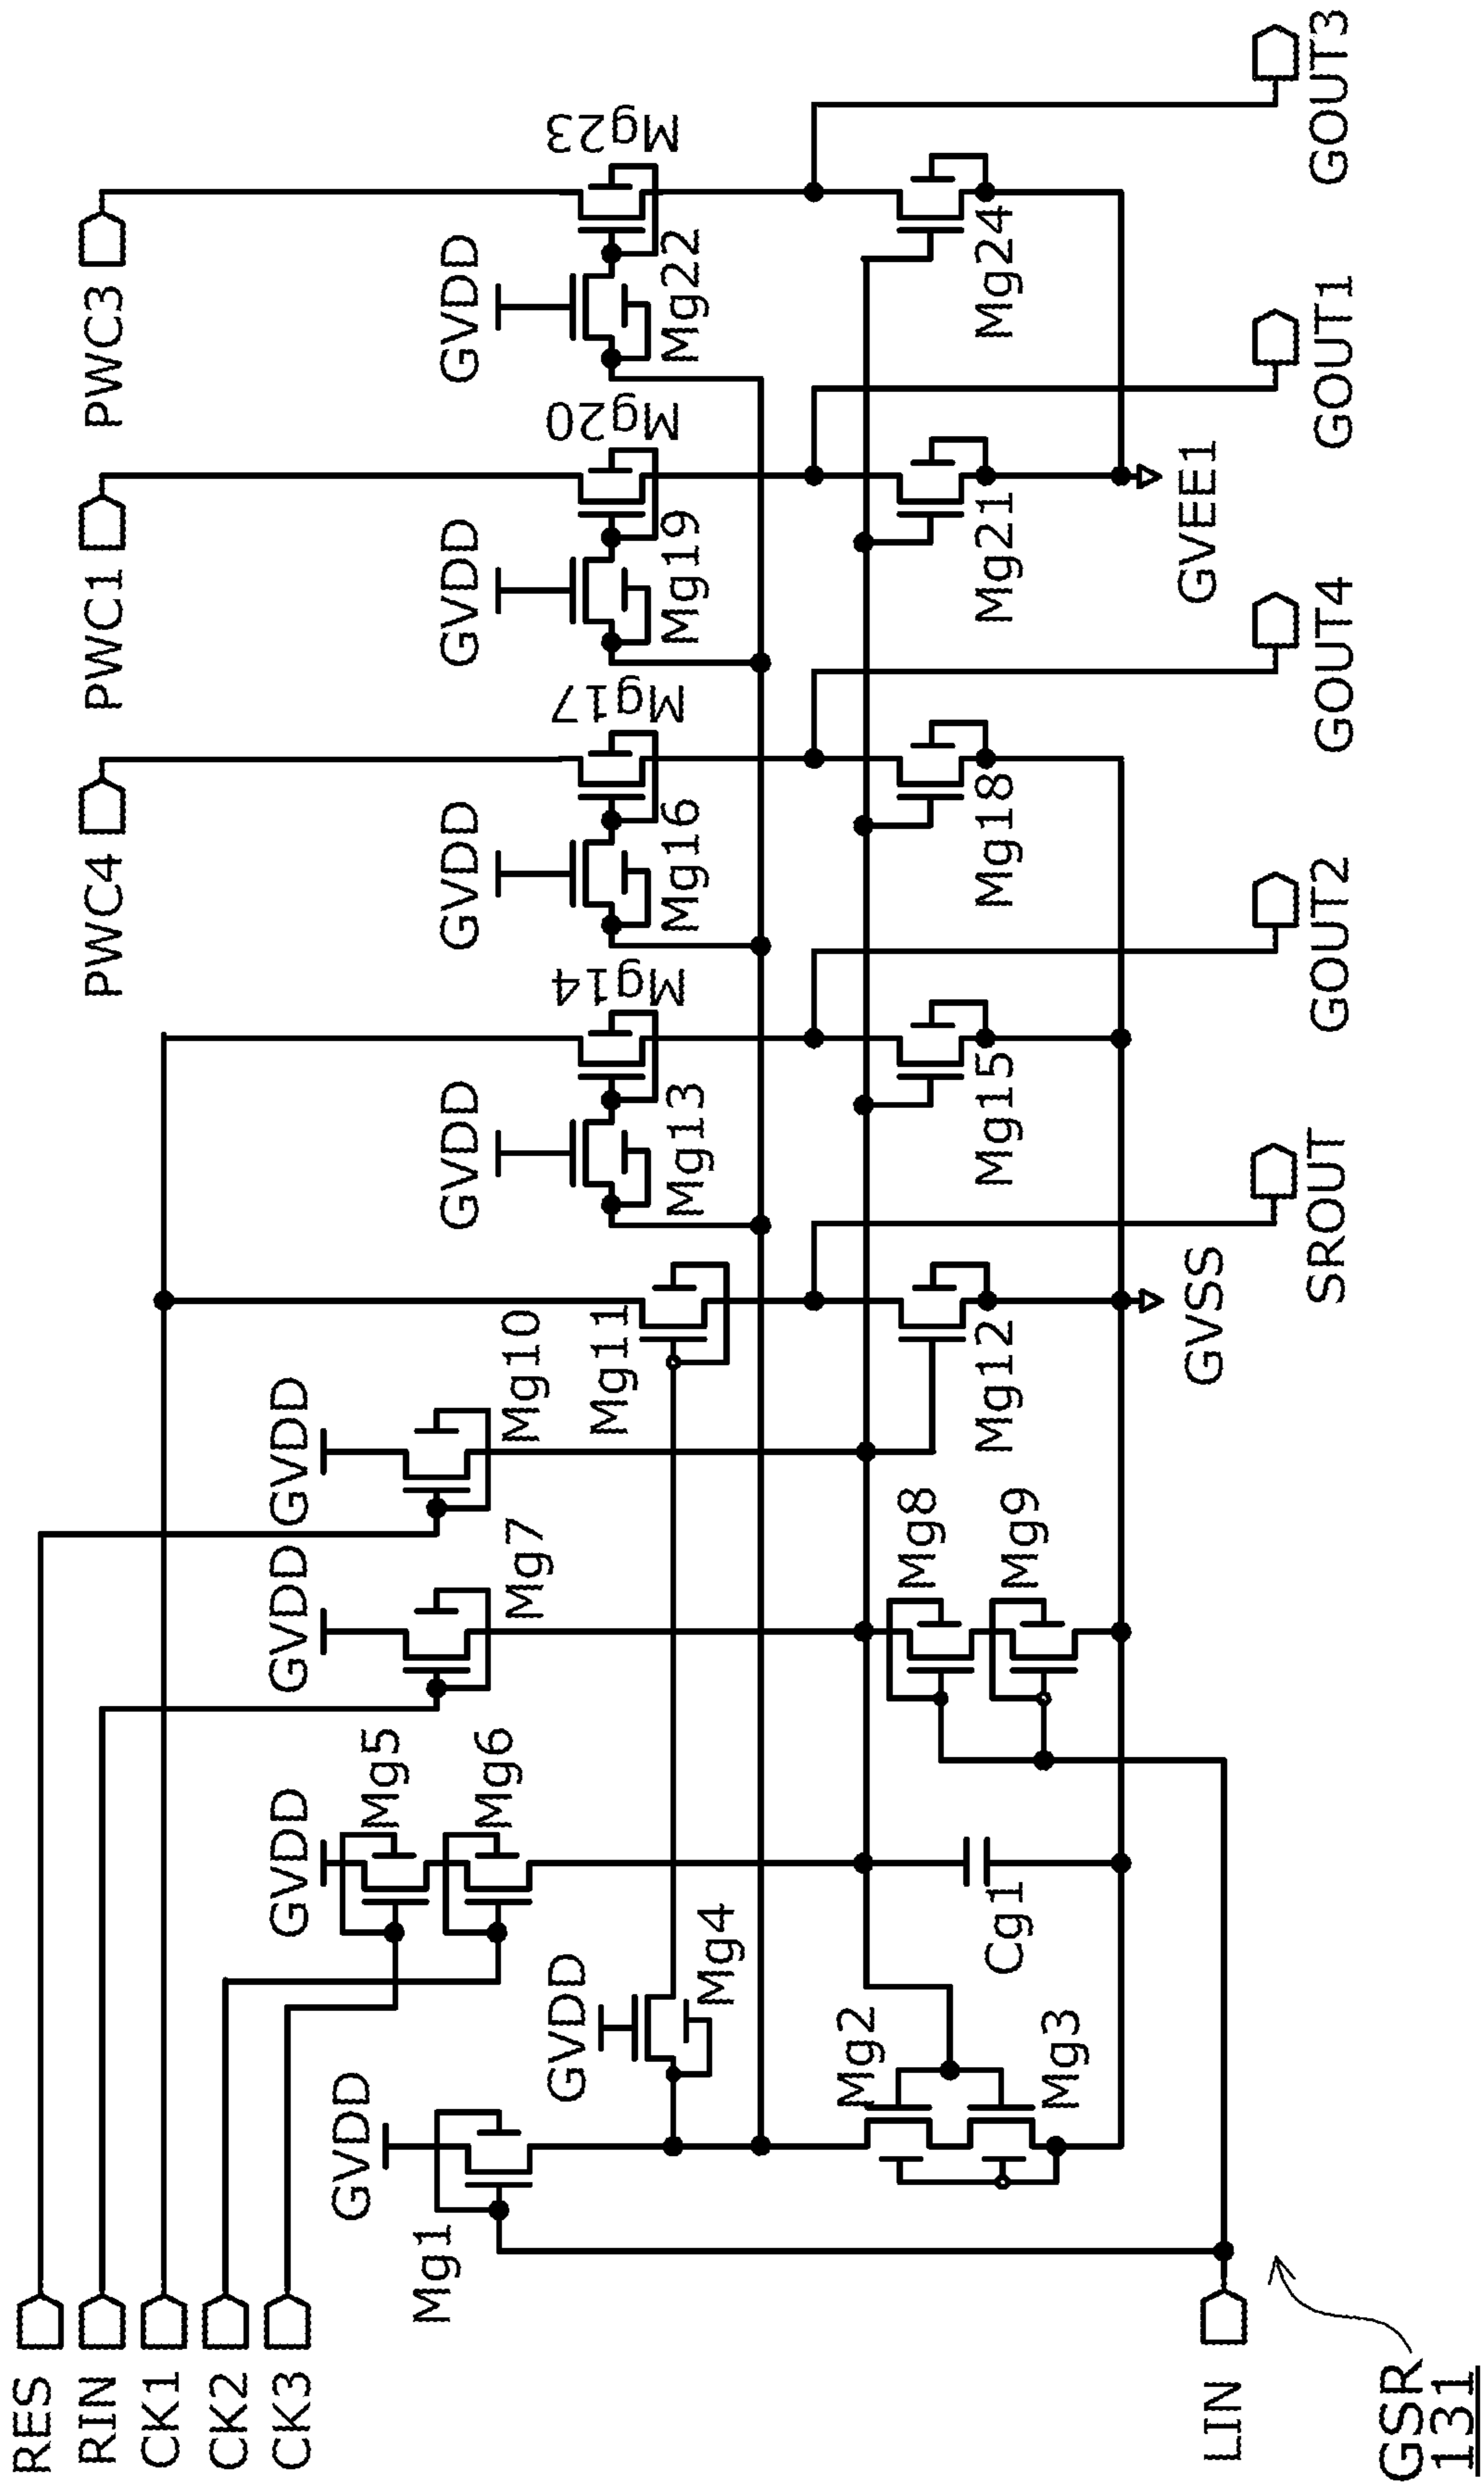 RES
RIN
CK1
CK2
CK3
LIN
GSR
131
GVDD
Mg1
GVDD
Mg4
Mg2
Mg3
GVDD
Mg5
Mg6
Cg1
GVDD
Mg7
Mg8
Mg9
GVDD
Mg10
Mg11
Mg12
GVSS
SROUT
GVDD
Mg13
Mg14
Mg15
GOUT2
PWC4
GVDD
Mg16
Mg17
Mg18
GOUT4
PWC1
GVDD
Mg19
Mg20
Mg21
GVEE1
GOUT1
PWC3
GVDD
Mg22
Mg23
Mg24
GOUT3